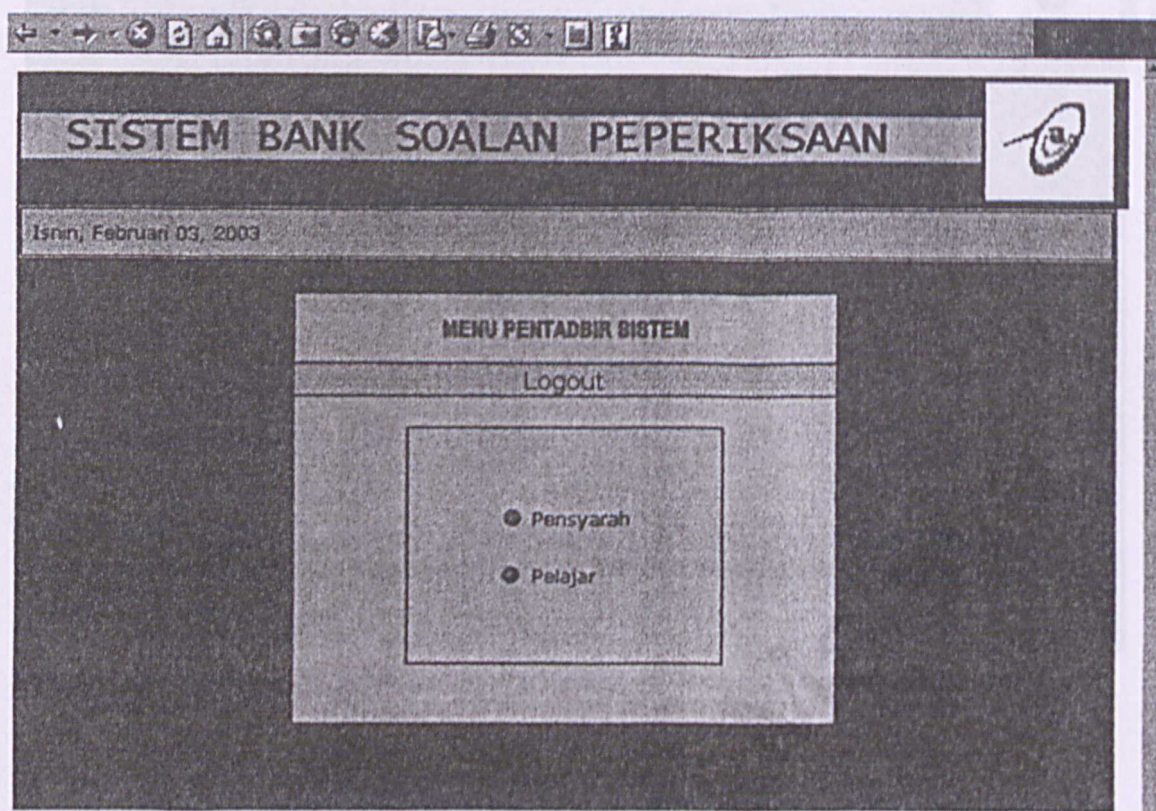 SISTEM BANK SOALAN PEPERIKSAAN
Isnin, Februari 03, 2003
MENU PENTADBIR SISTEM
Logout
Pensyarah
Pelajar